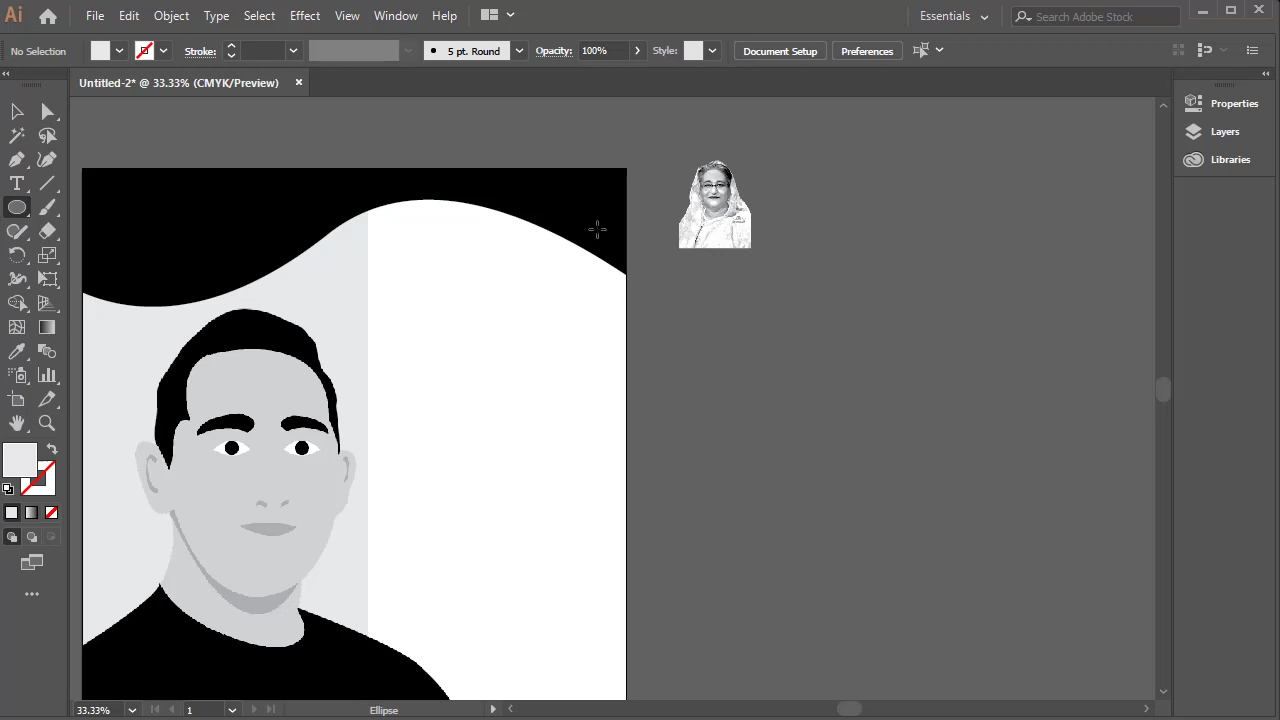 Ai File Edit Object Type Select Effect View Window Help Essentials Search Adobe Stock
No Selection Stroke: 5 pt. Round Opacity: 100% Style: Document Setup Preferences
Untitled-2* @ 33.33% (CMYK/Preview)
Properties
Layers
Libraries
33.33% 1 Ellipse